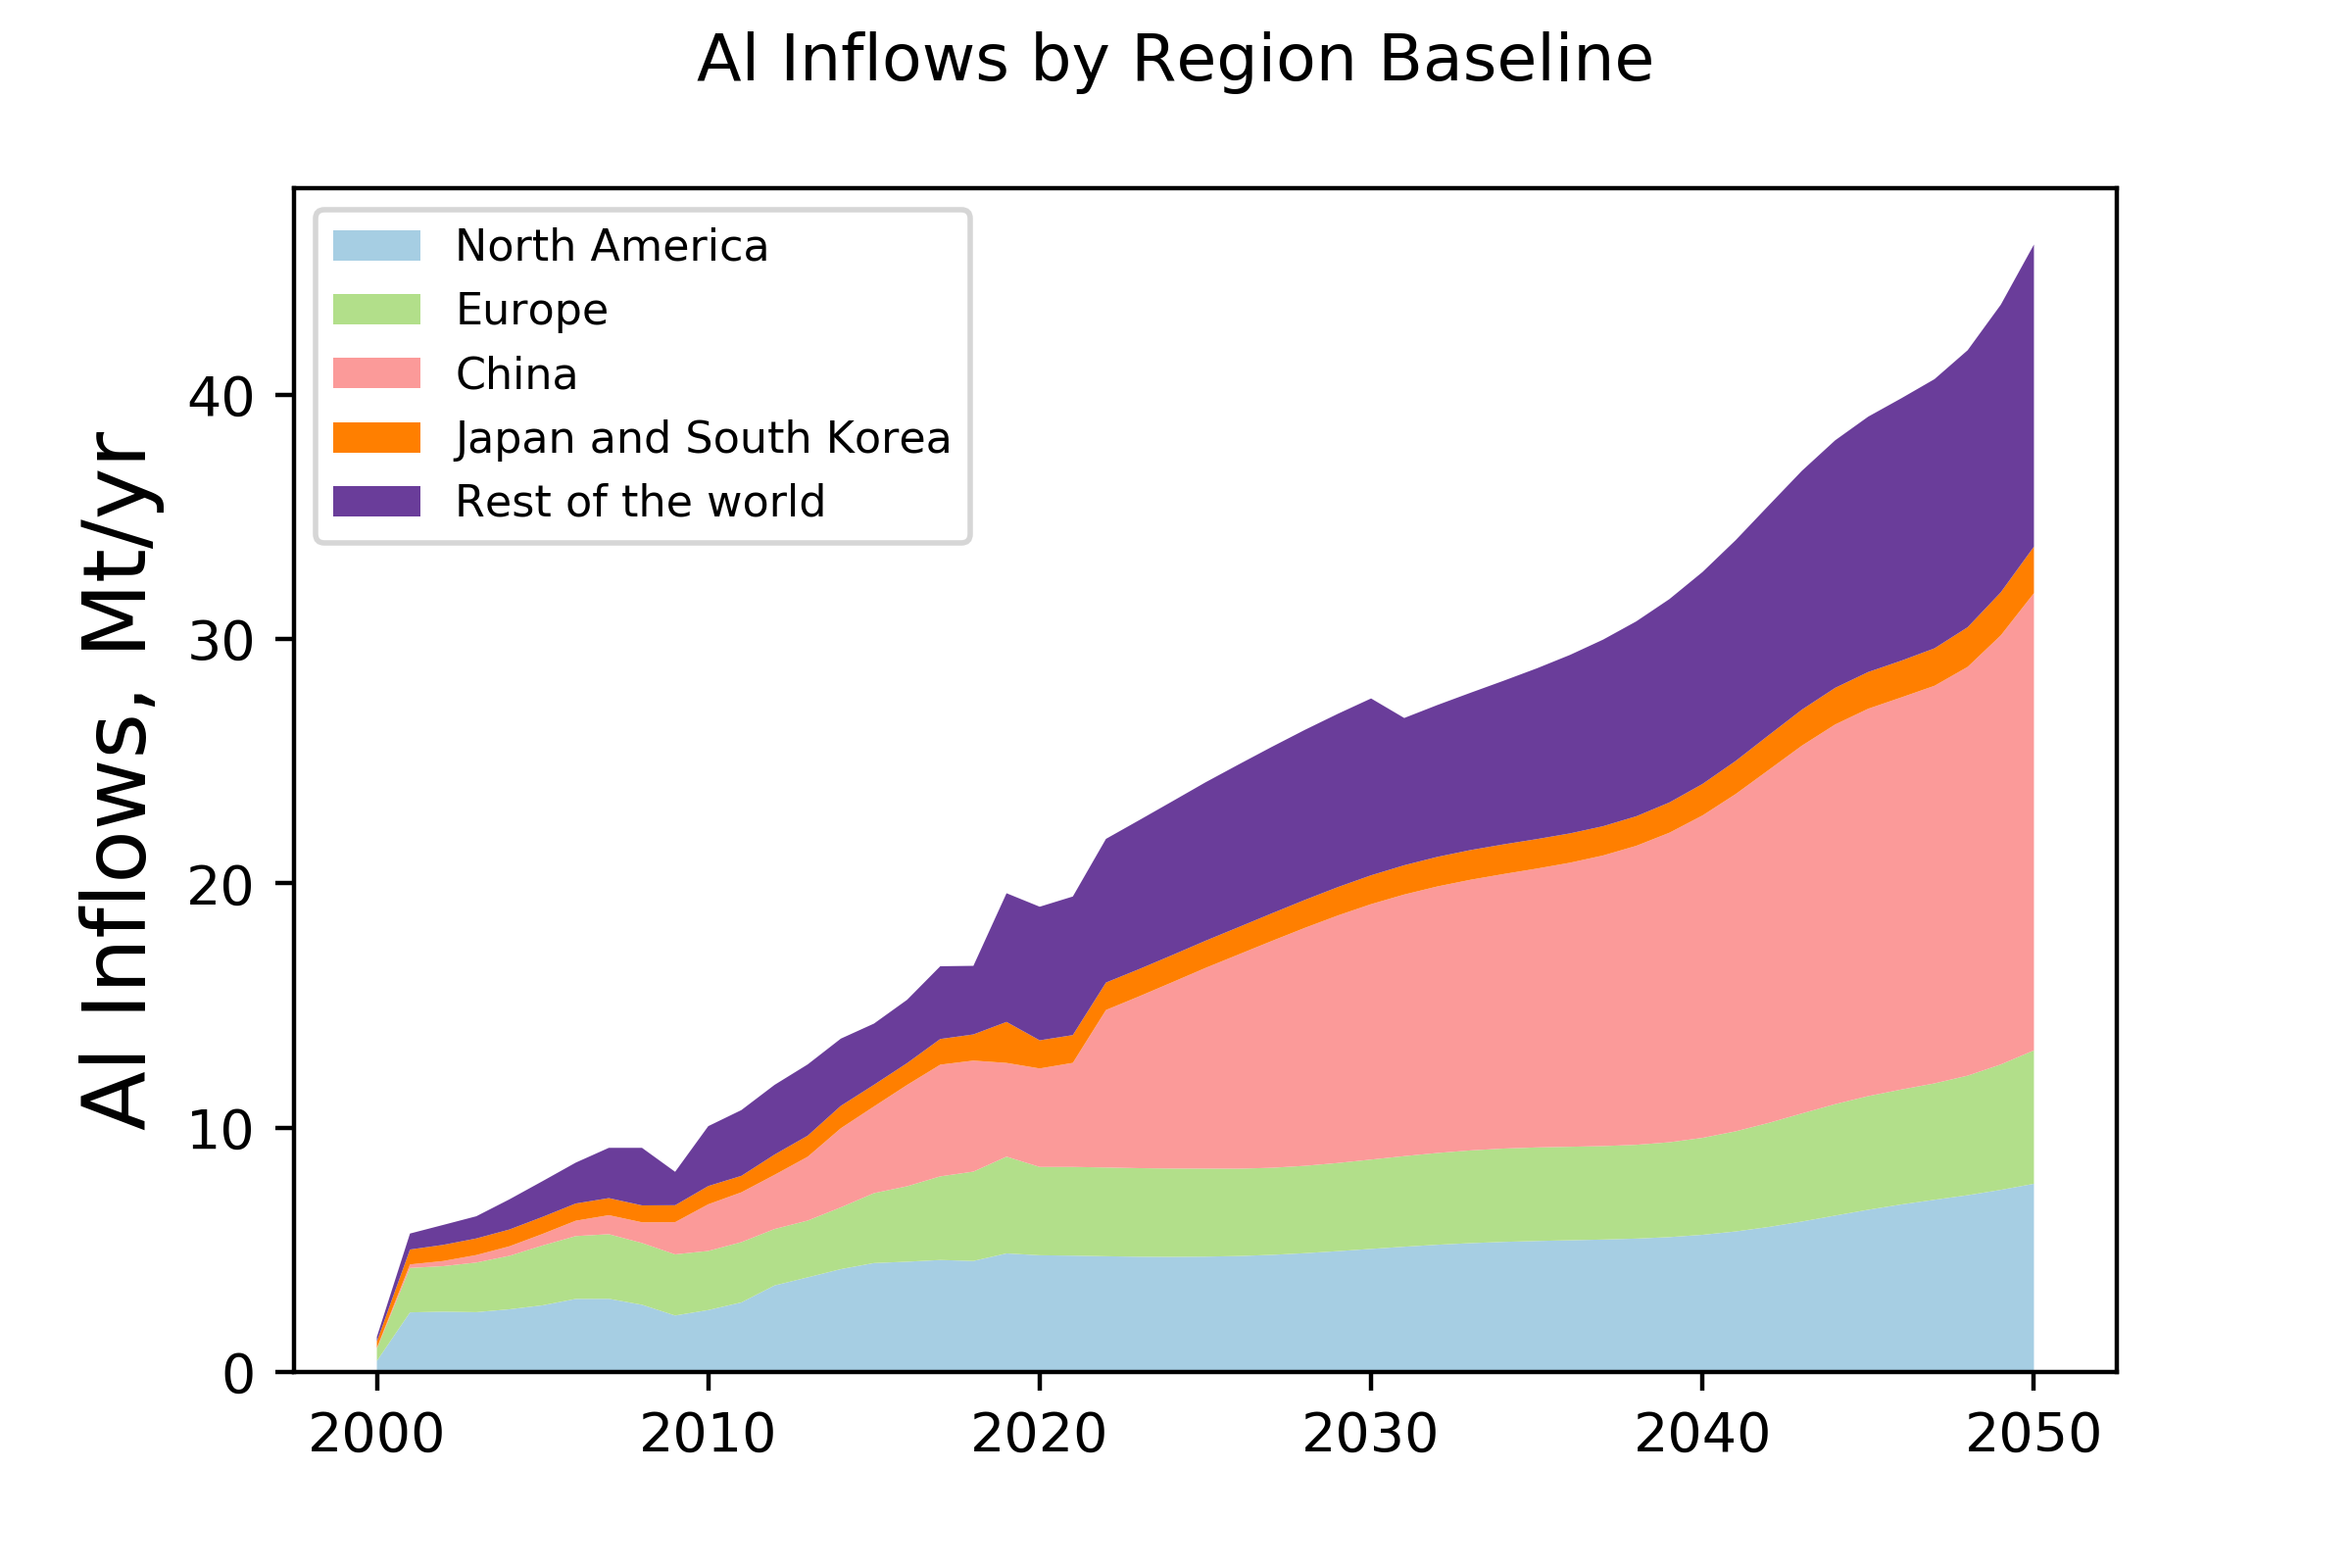 Al Inflows by Region Baseline
North America
Europe
China
Japan and South Korea
Rest of the world
Al Inflows, Mt/yr
40
30
20
10
0
2000 2010 2020 2030 2040 2050